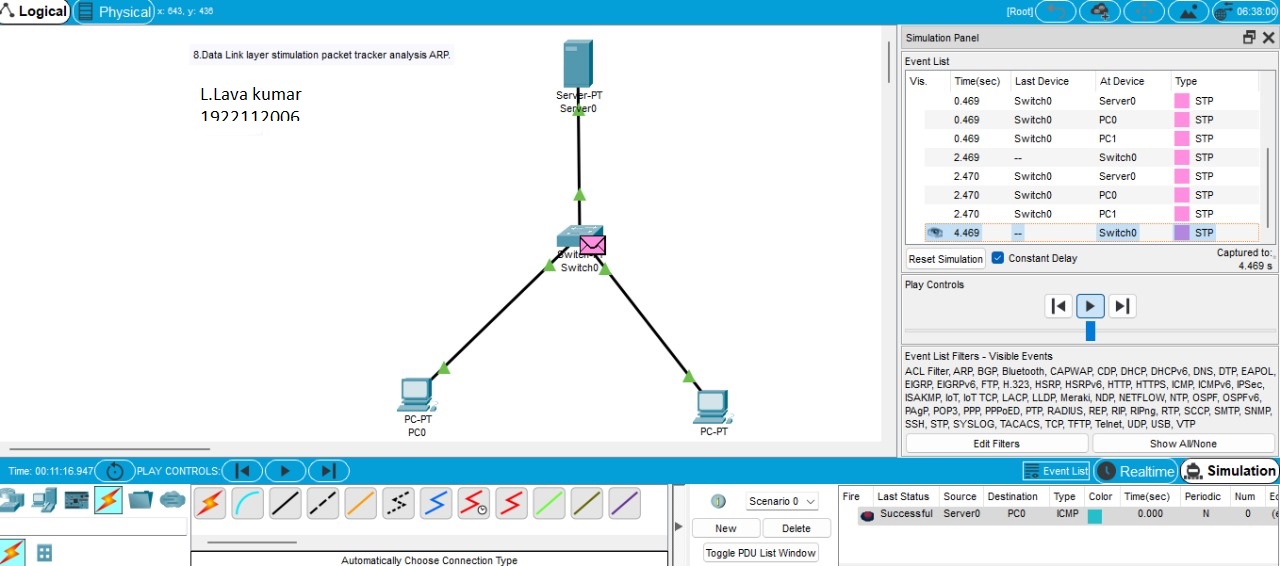 Logical Physical x: 643, y: 436 [Root] 06:38:00
8.Data Link layer stimulation packet tracker analysis ARP.
L.Lava kumar
1922112006
Server-PT
Server0
Switch0
PC-PT
PC0
PC-PT
Simulation Panel
Event List
Vis. Time(sec) Last Device At Device Type
0.469 Switch0 Server0 STP
0.469 Switch0 PC0 STP
0.469 Switch0 PC1 STP
2.469 -- Switch0 STP
2.470 Switch0 Server0 STP
2.470 Switch0 PC0 STP
2.470 Switch0 PC1 STP
4.469 -- Switch0 STP
Reset Simulation Constant Delay Captured to:
4.469 s
Play Controls
Event List Filters - Visible Events
ACL Filter, ARP, BGP, Bluetooth, CAPWAP, CDP, DHCP, DHCPv6, DNS, DTP, EAPOL,
EIGRP, EIGRPv6, FTP, H.323, HSRP, HSRPv6, HTTP, HTTPS, ICMP, ICMPv6, IPSec,
ISAKMP, IoT, IoT TCP, LACP, LLDP, Meraki, NDP, NETFLOW, NTP, OSPF, OSPFv6,
PAgP, POP3, PPP, PPPoED, PTP, RADIUS, REP, RIP, RIPng, RTP, SCCP, SMTP, SNMP,
SSH, STP, SYSLOG, TACACS, TCP, TFTP, Telnet, UDP, USB, VTP
Edit Filters Show All/None
Time: 00:11:16.947 PLAY CONTROLS: Event List Realtime Simulation
Scenario 0
New Delete
Toggle PDU List Window
Automatically Choose Connection Type
Fire Last Status Source Destination Type Color Time(sec) Periodic Num
Successful Server0 PC0 ICMP 0.000 N 0